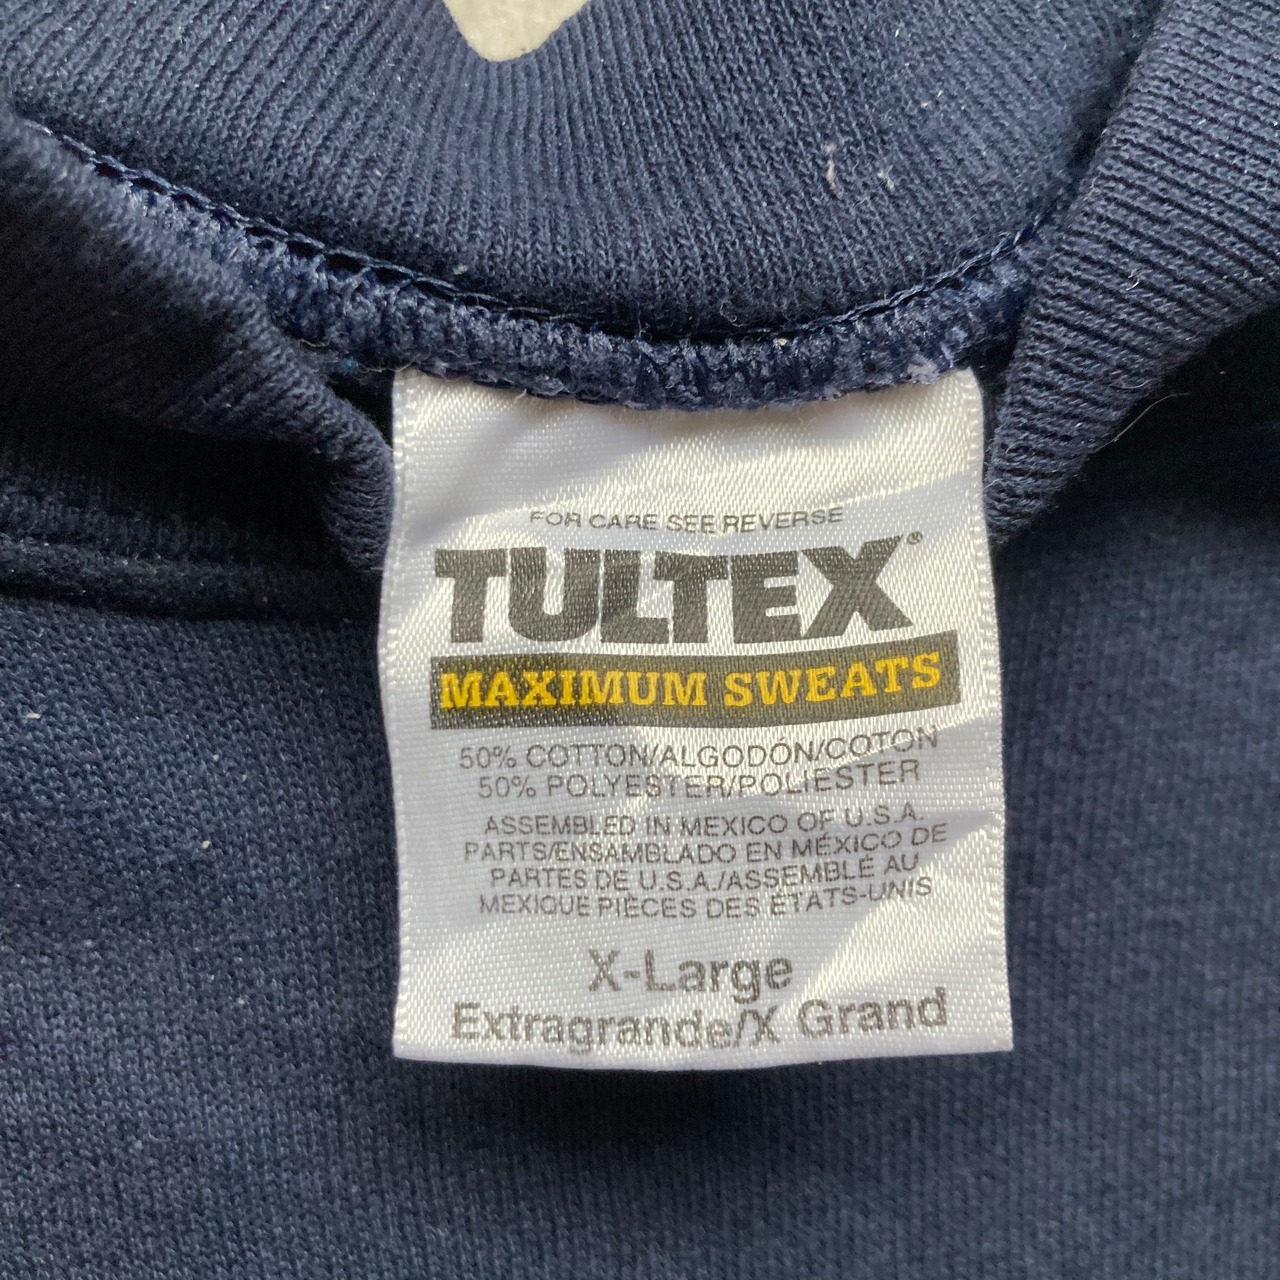 FOR CARE SEE REVERSE
TULTEX®
MAXIMUM SWEATS
50% COTTON/ALGODÓN/COTON
50% POLYESTER/POLIESTER
ASSEMBLED IN MEXICO OF U.S.A.
PARTS/ENSAMBLADO EN MÉXICO DE
PARTES DE U.S.A./ASSEMBLÉ AU
MEXIQUE PIÈCES DES ÉTATS-UNIS
X-Large
Extragrande/X Grand